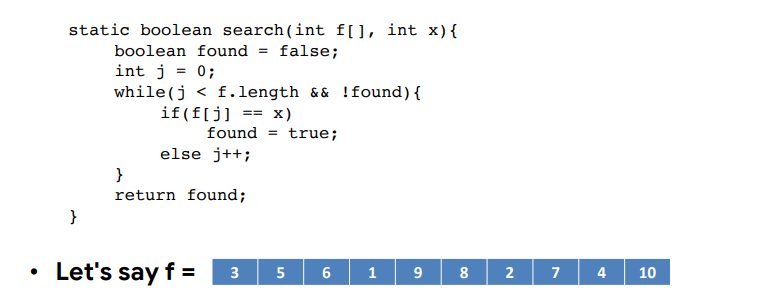 static boolean search(int f[], int x){
boolean found = false;
int j = 0;
while(j < f.length && !found){
if(f[j] == x)
found = true;
else j++;
}
return found;
}
• Let's say f = 3 5 6 1 9 8 2 7 4 10